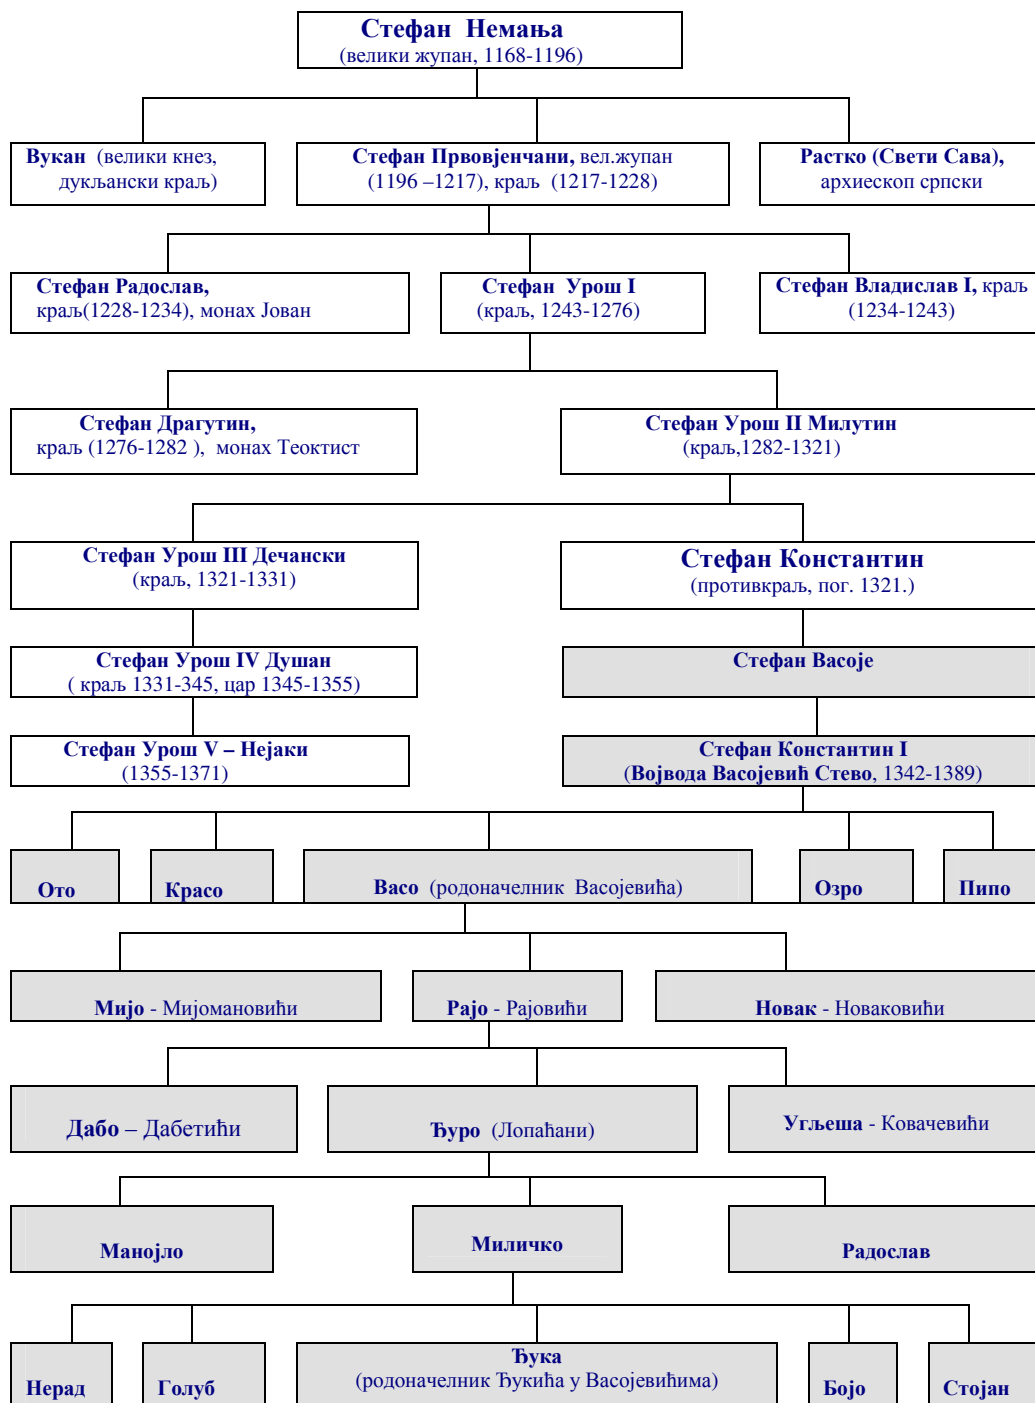 Стефан Немања
(велики жупан, 1168-1196)
Вукан (велики кнез,
дукљански краљ)
Стефан Првовјенчани, вел.жупан
(1196 –1217), краљ (1217-1228)
Растко (Свети Сава),
архиескоп српски
Стефан Радослав,
краљ(1228-1234), монах Јован
Стефан Урош I
(краљ, 1243-1276)
Стефан Владислав I, краљ
(1234-1243)
Стефан Драгутин,
краљ (1276-1282 ), монах Теоктист
Стефан Урош II Милутин
(краљ,1282-1321)
Стефан Урош III Дечански
(краљ, 1321-1331)
Стефан Константин
(противкраљ, пог. 1321.)
Стефан Урош IV Душан
( краљ 1331-345, цар 1345-1355)
Стефан Васоје
Стефан Урош V – Нејаки
(1355-1371)
Стефан Константин I
(Војвода Васојевић Стево, 1342-1389)
Ото
Красо
Васо (родоначелник Васојевића)
Озро
Пипо
Мијо - Мијомановићи
Рајо - Рајовићи
Новак - Новаковићи
Дабо – Дабетићи
Ђуро (Лопаћани)
Угљеша - Ковачевићи
Манојло
Миличко
Радослав
Нерад
Голуб
Ђука
(родоначелник Ђукића у Васојевићима)
Бојо
Стојан